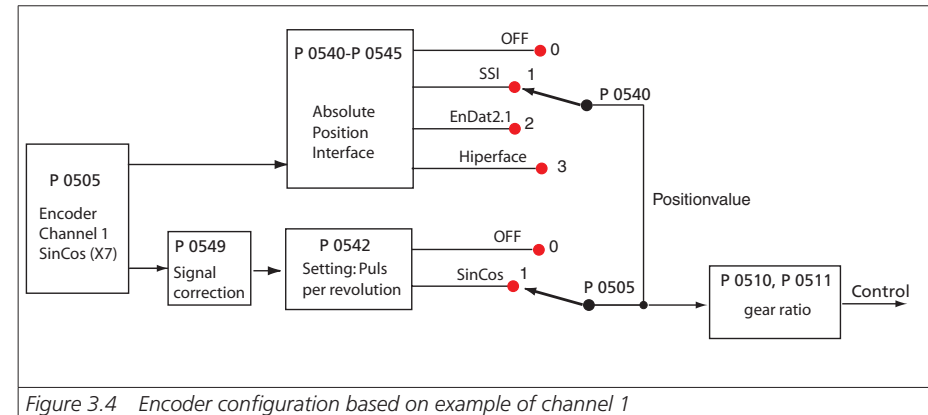 P 0505
Encoder
Channel 1
SinCos (X7)
P 0540-P 0545
Absolute
Position
Interface
OFF
0
SSI
1
EnDat2.1
2
Hiperface
3
P 0540
Positionvalue
P 0549
Signal
correction
P 0542
Setting: Puls
per revolution
OFF
0
SinCos
1
P 0505
P 0510, P 0511
gear ratio
Control
Figure 3.4 Encoder configuration based on example of channel 1